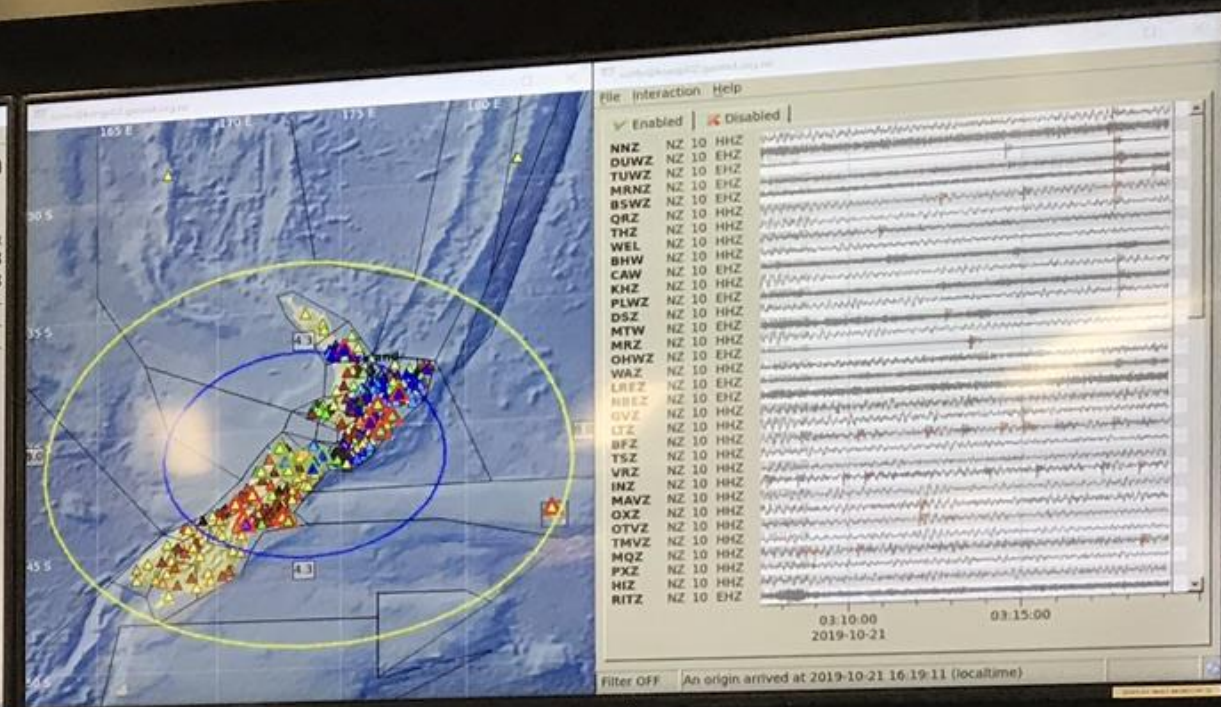 165 E
170 E
175 E
180 E
35 S
4.3
4.3
45 S
File Interaction Help
Enabled Disabled
NNZ NZ 10 HHZ
DUWZ NZ 10 EHZ
TUWZ NZ 10 EHZ
MRNZ NZ 10 EHZ
BSWZ NZ 10 EHZ
QRZ NZ 10 HHZ
THZ NZ 10 HHZ
WEL NZ 10 HHZ
BHW NZ 10 EHZ
CAW NZ 10 EHZ
KHZ NZ 10 HHZ
PLWZ NZ 10 EHZ
DSZ NZ 10 HHZ
MTW NZ 10 EHZ
MRZ NZ 10 HHZ
OHWZ NZ 10 EHZ
WAZ NZ 10 HHZ
LREZ NZ 10 EHZ
NBEZ NZ 10 EHZ
GVZ NZ 10 HHZ
LTZ NZ 10 HHZ
BFZ NZ 10 HHZ
TSZ NZ 10 HHZ
VRZ NZ 10 HHZ
INZ NZ 10 HHZ
MAVZ NZ 10 HHZ
OXZ NZ 10 HHZ
OTVZ NZ 10 HHZ
TMVZ NZ 10 HHZ
MQZ NZ 10 HHZ
PXZ NZ 10 HHZ
HIZ NZ 10 HHZ
RITZ NZ 10 EHZ
03:10:00 03:15:00
2019-10-21
Filter OFF An origin arrived at 2019-10-21 16:19:11 (localtime)